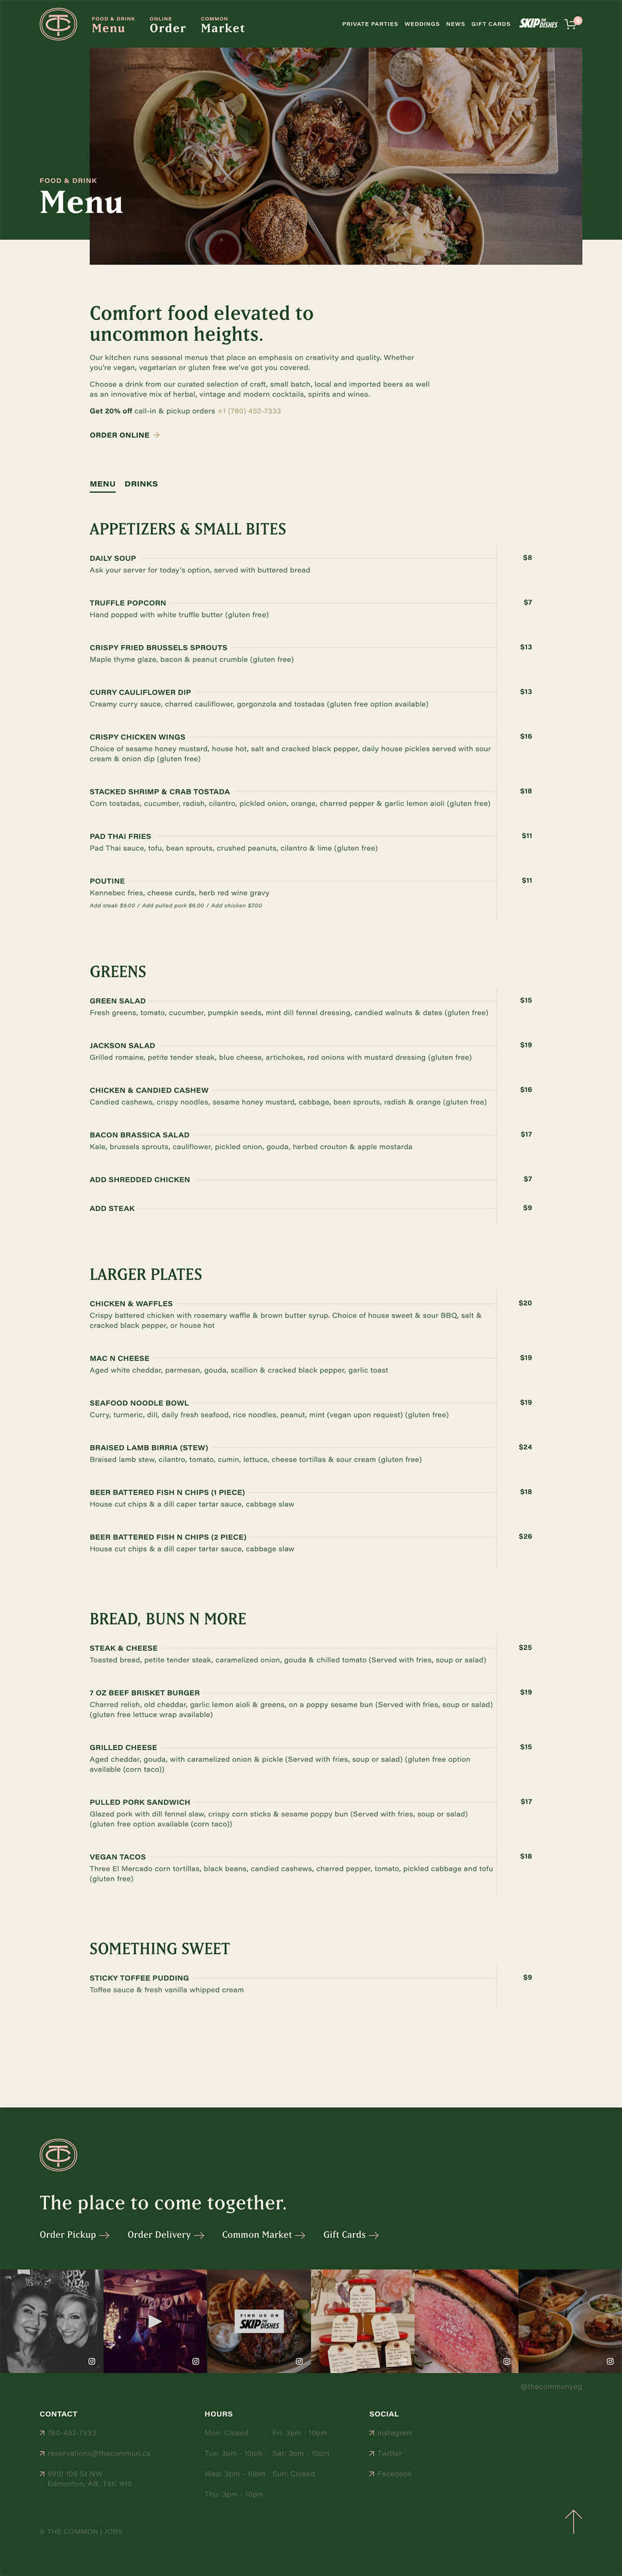 FOOD & DRINK
Menu
ONLINE
Order
COMMON
Market
PRIVATE PARTIES
WEDDINGS
NEWS
GIFT CARDS
SKIP THE DISHES
FOOD & DRINK
Menu
Comfort food elevated to
uncommon heights.
Our kitchen runs seasonal menus that place an emphasis on creativity and quality. Whether
you're vegan, vegetarian or gluten free we've got you covered.
Choose a drink from our curated selection of craft, small batch, local and imported beers as well
as an innovative mix of herbal, vintage and modern cocktails, spirits and wines.
Get 20% off call-in & pickup orders +1 (780) 452-7333
ORDER ONLINE
MENU DRINKS
APPETIZERS & SMALL BITES
DAILY SOUP $8
Ask your server for today's option, served with buttered bread
TRUFFLE POPCORN $7
Hand popped with white truffle butter (gluten free)
CRISPY FRIED BRUSSELS SPROUTS $13
Maple thyme glaze, bacon & peanut crumble (gluten free)
CURRY CAULIFLOWER DIP $13
Creamy curry sauce, charred cauliflower, gorgonzola and tostadas (gluten free option available)
CRISPY CHICKEN WINGS $16
Choice of sesame honey mustard, house hot, salt and cracked black pepper, daily house pickles served with sour
cream & onion dip (gluten free)
STACKED SHRIMP & CRAB TOSTADA $18
Corn tostadas, cucumber, radish, cilantro, pickled onion, orange, charred pepper & garlic lemon aioli (gluten free)
PAD THAI FRIES $11
Pad Thai sauce, tofu, bean sprouts, crushed peanuts, cilantro & lime (gluten free)
POUTINE $11
Kennebec fries, cheese curds, herb red wine gravy
Add steak $9.00 / Add pulled pork $6.00 / Add chicken $7.00
GREENS
GREEN SALAD $15
Fresh greens, tomato, cucumber, pumpkin seeds, mint dill fennel dressing, candied walnuts & dates (gluten free)
JACKSON SALAD $19
Grilled romaine, petite tender steak, blue cheese, artichokes, red onions with mustard dressing (gluten free)
CHICKEN & CANDIED CASHEW $16
Candied cashews, crispy noodles, sesame honey mustard, cabbage, bean sprouts, radish & orange (gluten free)
BACON BRASSICA SALAD $17
Kale, brussels sprouts, cauliflower, pickled onion, gouda, herbed crouton & apple mostarda
ADD SHREDDED CHICKEN $7
ADD STEAK $9
LARGER PLATES
CHICKEN & WAFFLES $20
Crispy battered chicken with rosemary waffle & brown butter syrup. Choice of house sweet & sour BBQ, salt &
cracked black pepper, or house hot
MAC N CHEESE $19
Aged white cheddar, parmesan, gouda, scallion & cracked black pepper, garlic toast
SEAFOOD NOODLE BOWL $19
Curry, turmeric, dill, daily fresh seafood, rice noodles, peanut, mint (vegan upon request) (gluten free)
BRAISED LAMB BIRRIA (STEW) $24
Braised lamb stew, cilantro, tomato, cumin, lettuce, cheese tortillas & sour cream (gluten free)
BEER BATTERED FISH N CHIPS (1 PIECE) $18
House cut chips & a dill caper tartar sauce, cabbage slaw
BEER BATTERED FISH N CHIPS (2 PIECE) $26
House cut chips & a dill caper tartar sauce, cabbage slaw
BREAD, BUNS N MORE
STEAK & CHEESE $25
Toasted bread, petite tender steak, caramelized onion, gouda & chilled tomato (Served with fries, soup or salad)
7 OZ BEEF BRISKET BURGER $19
Charred relish, old cheddar, garlic lemon aioli & greens, on a poppy sesame bun (Served with fries, soup or salad)
(gluten free lettuce wrap available)
GRILLED CHEESE $15
Aged cheddar, gouda, with caramelized onion & pickle (Served with fries, soup or salad) (gluten free option
available (corn taco))
PULLED PORK SANDWICH $17
Glazed pork with dill fennel slaw, crispy corn sticks & sesame poppy bun (Served with fries, soup or salad)
(gluten free option available (corn taco))
VEGAN TACOS $18
Three El Mercado corn tortillas, black beans, candied cashews, charred pepper, tomato, pickled cabbage and tofu
(gluten free)
SOMETHING SWEET
STICKY TOFFEE PUDDING $9
Toffee sauce & fresh vanilla whipped cream
The place to come together.
Order Pickup Order Delivery Common Market Gift Cards
FIND US ON
SKIP THE DISHES
@thecommonyeg
CONTACT
780-452-7333
reservations@thecommon.ca
9910 109 St NW
Edmonton, AB, T5K 1H5
HOURS
Mon: Closed Fri: 3pm - 10pm
Tue: 3pm - 10pm Sat: 3pm - 10pm
Wed: 3pm - 10pm Sun: Closed
Thu: 3pm - 10pm
SOCIAL
Instagram
Twitter
Facebook
© THE COMMON | JOBS